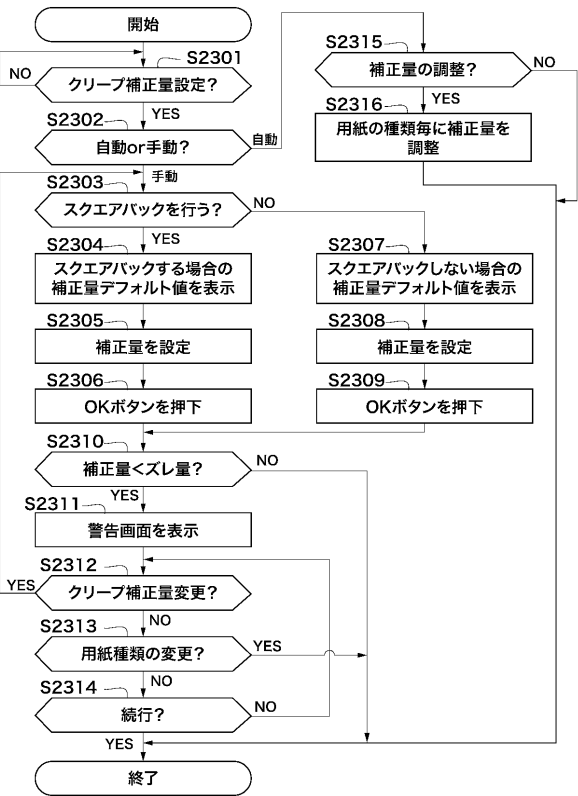 開始
S2301
クリープ補正量設定？
NO
YES
S2302
自動or手動？
自動
手動
S2315
補正量の調整？
NO
YES
S2316
用紙の種類毎に補正量を
調整
S2303
スクエアバックを行う？
NO
YES
S2304
スクエアバックする場合の
補正量デフォルト値を表示
S2305
補正量を設定
S2306
OKボタンを押下
S2307
スクエアバックしない場合の
補正量デフォルト値を表示
S2308
補正量を設定
S2309
OKボタンを押下
S2310
補正量＜ズレ量？
NO
YES
S2311
警告画面を表示
S2312
クリープ補正量変更？
YES
NO
S2313
用紙種類の変更？
YES
NO
S2314
続行？
NO
YES
終了